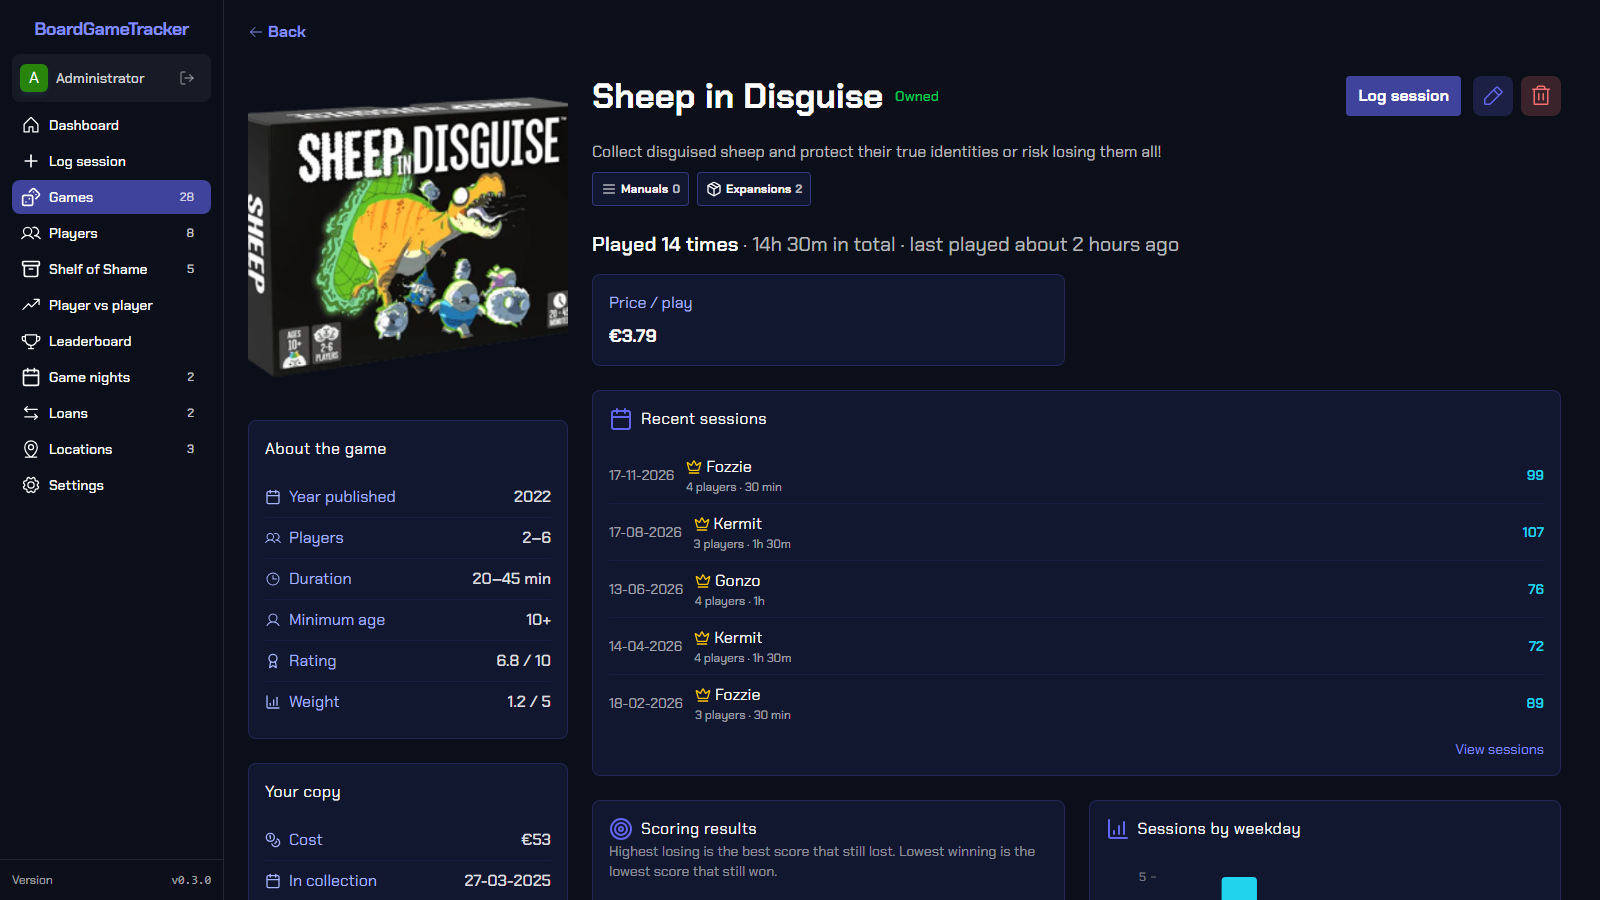 BoardGameTracker
A Administrator
Dashboard
Log session
Games 28
Players 8
Shelf of Shame 5
Player vs player
Leaderboard
Game nights 2
Loans 2
Locations 3
Settings
Version v0.3.0
← Back
SHEEP IN DISGUISE
SHEEP
AGES
10+
2-6
PLAYERS
Sheep in Disguise Owned
Log session
Collect disguised sheep and protect their true identities or risk losing them all!
Manuals 0 Expansions 2
Played 14 times · 14h 30m in total · last played about 2 hours ago
Price / play
€3.79
About the game
Year published 2022
Players 2–6
Duration 20–45 min
Minimum age 10+
Rating 6.8 / 10
Weight 1.2 / 5
Your copy
Cost €53
In collection 27-03-2025
Recent sessions
17-11-2026 Fozzie 99
4 players · 30 min
17-08-2026 Kermit 107
3 players · 1h 30m
13-06-2026 Gonzo 76
4 players · 1h
14-04-2026 Kermit 72
4 players · 1h 30m
18-02-2026 Fozzie 89
3 players · 30 min
View sessions
Scoring results
Highest losing is the best score that still lost. Lowest winning is the
lowest score that still won.
Sessions by weekday
5